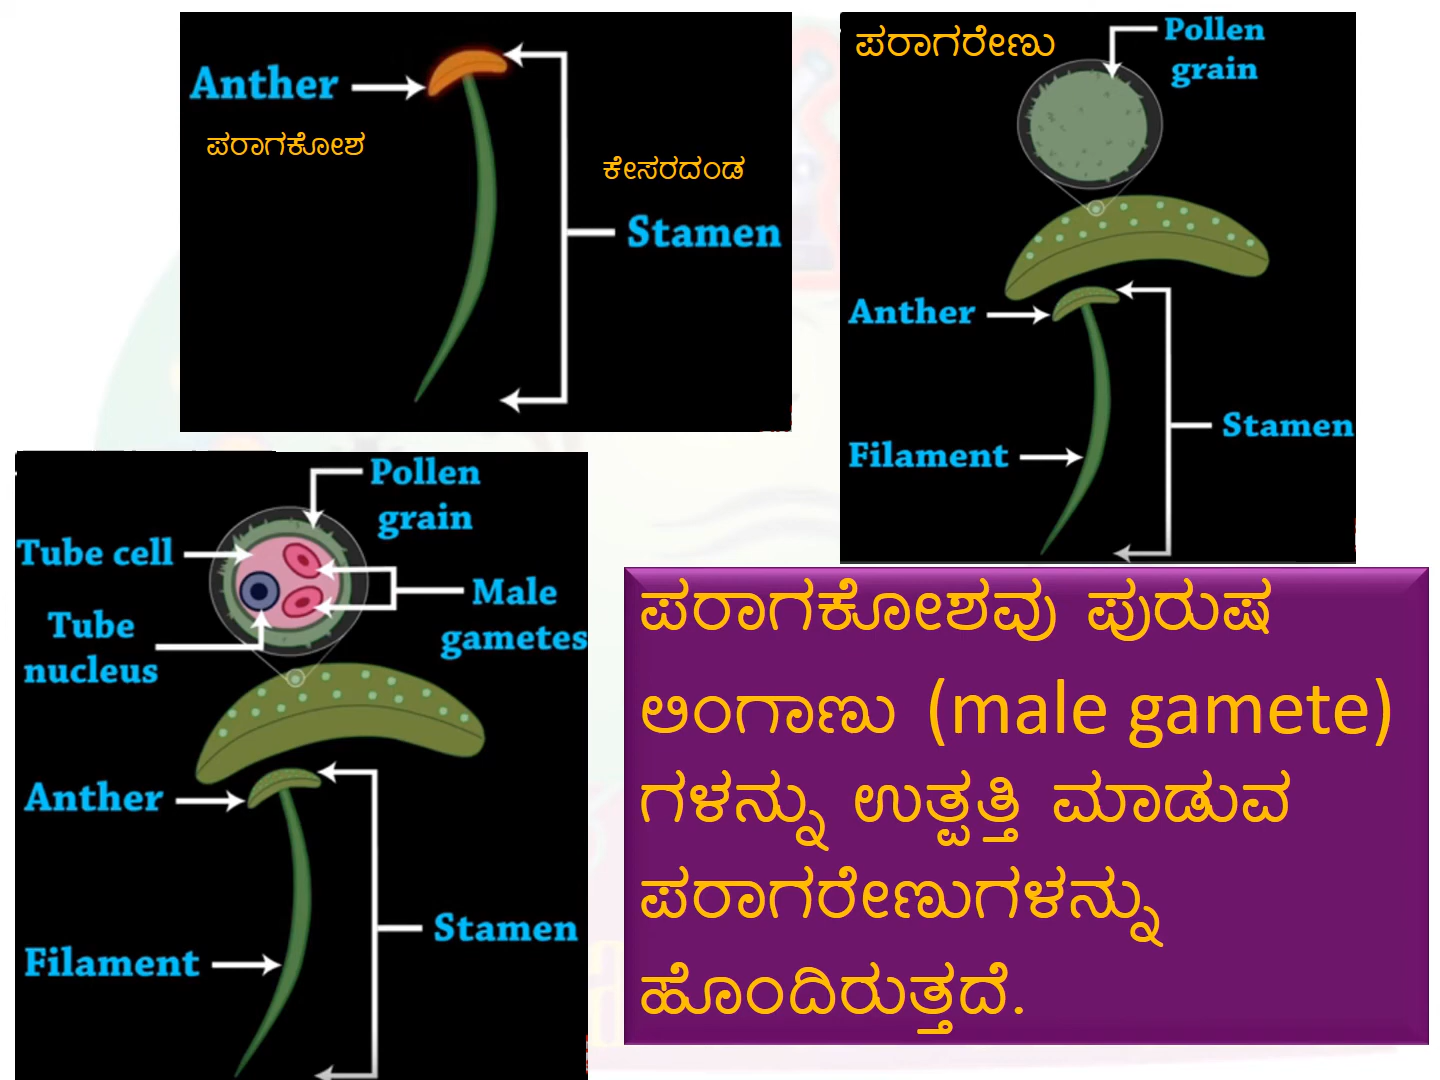 Anther
ಪರಾಗಕೋಶ
ಕೇಸರದಂಡ
Stamen
ಪರಾಗರೇಣು
Pollen
grain
Anther
Filament
Stamen
Pollen
grain
Tube cell
Male
gametes
Tube
nucleus
Anther
Filament
Stamen
ಪರಾಗಕೋಶವು ಪುರುಷ
ಲಿಂಗಾಣು (male gamete)
ಗಳನ್ನು ಉತ್ಪತ್ತಿ ಮಾಡುವ
ಪರಾಗರೇಣುಗಳನ್ನು
ಹೊಂದಿರುತ್ತದೆ.